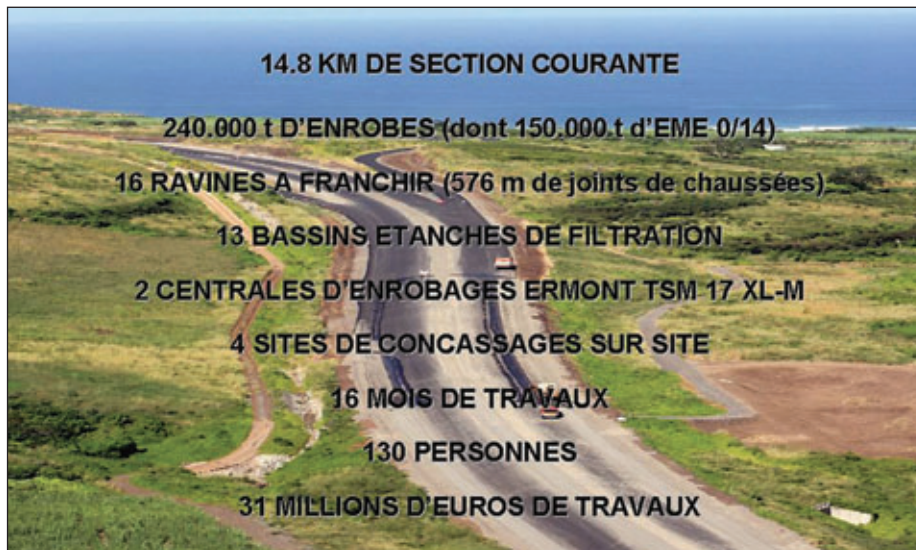 14.8 KM DE SECTION COURANTE
240.000 t D'ENROBES (dont 150.000.t d'EME 0/14)
16 RAVINES A FRANCHIR (576 m de joints de chaussées)
13 BASSINS ETANCHES DE FILTRATION
2 CENTRALES D'ENROBAGES ERMONT TSM 17 XL-M
4 SITES DE CONCASSAGES SUR SITE
16 MOIS DE TRAVAUX
130 PERSONNES
31 MILLIONS D'EUROS DE TRAVAUX